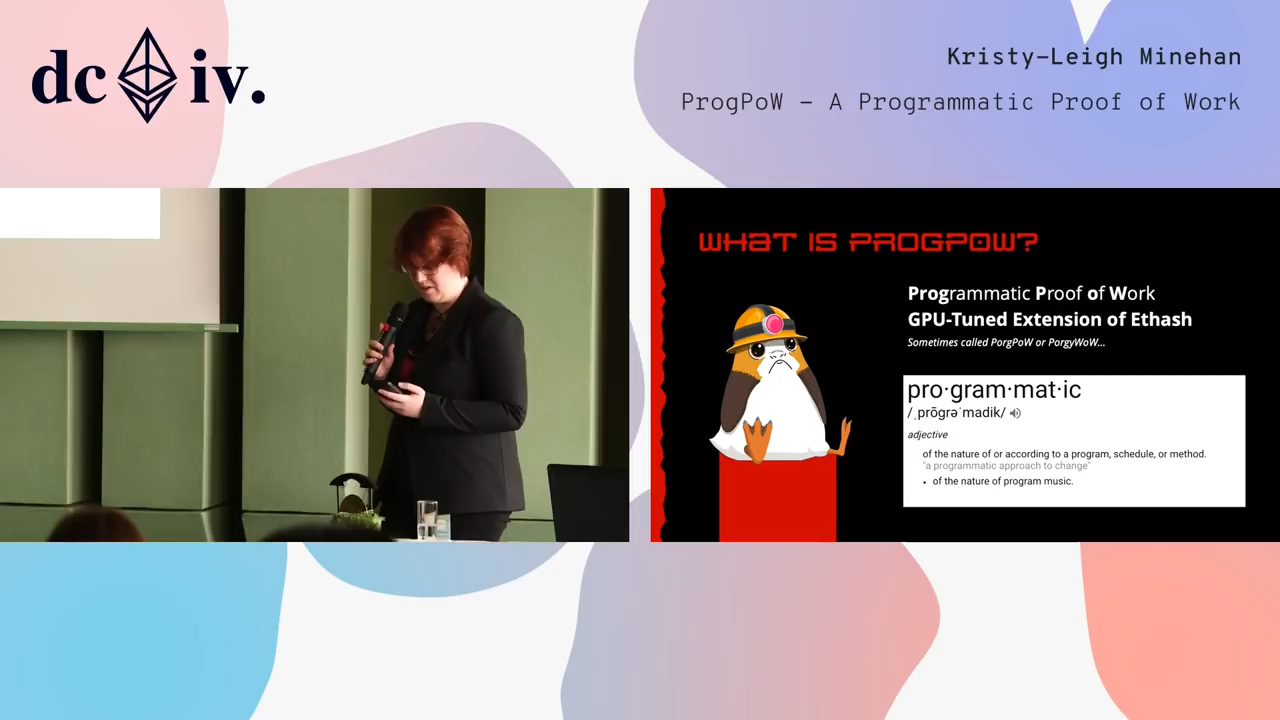 dc iv.
Kristy-Leigh Minehan
ProgPoW - A Programmatic Proof of Work
WHAT IS PROGPOW?
Programmatic Proof of Work
GPU-Tuned Extension of Ethash
Sometimes called PorgPoW or PorgyWoW...
pro·gram·mat·ic
/ˌprōɡrəˈmadik/
adjective
of the nature of or according to a program, schedule, or method.
"a programmatic approach to change"
• of the nature of program music.